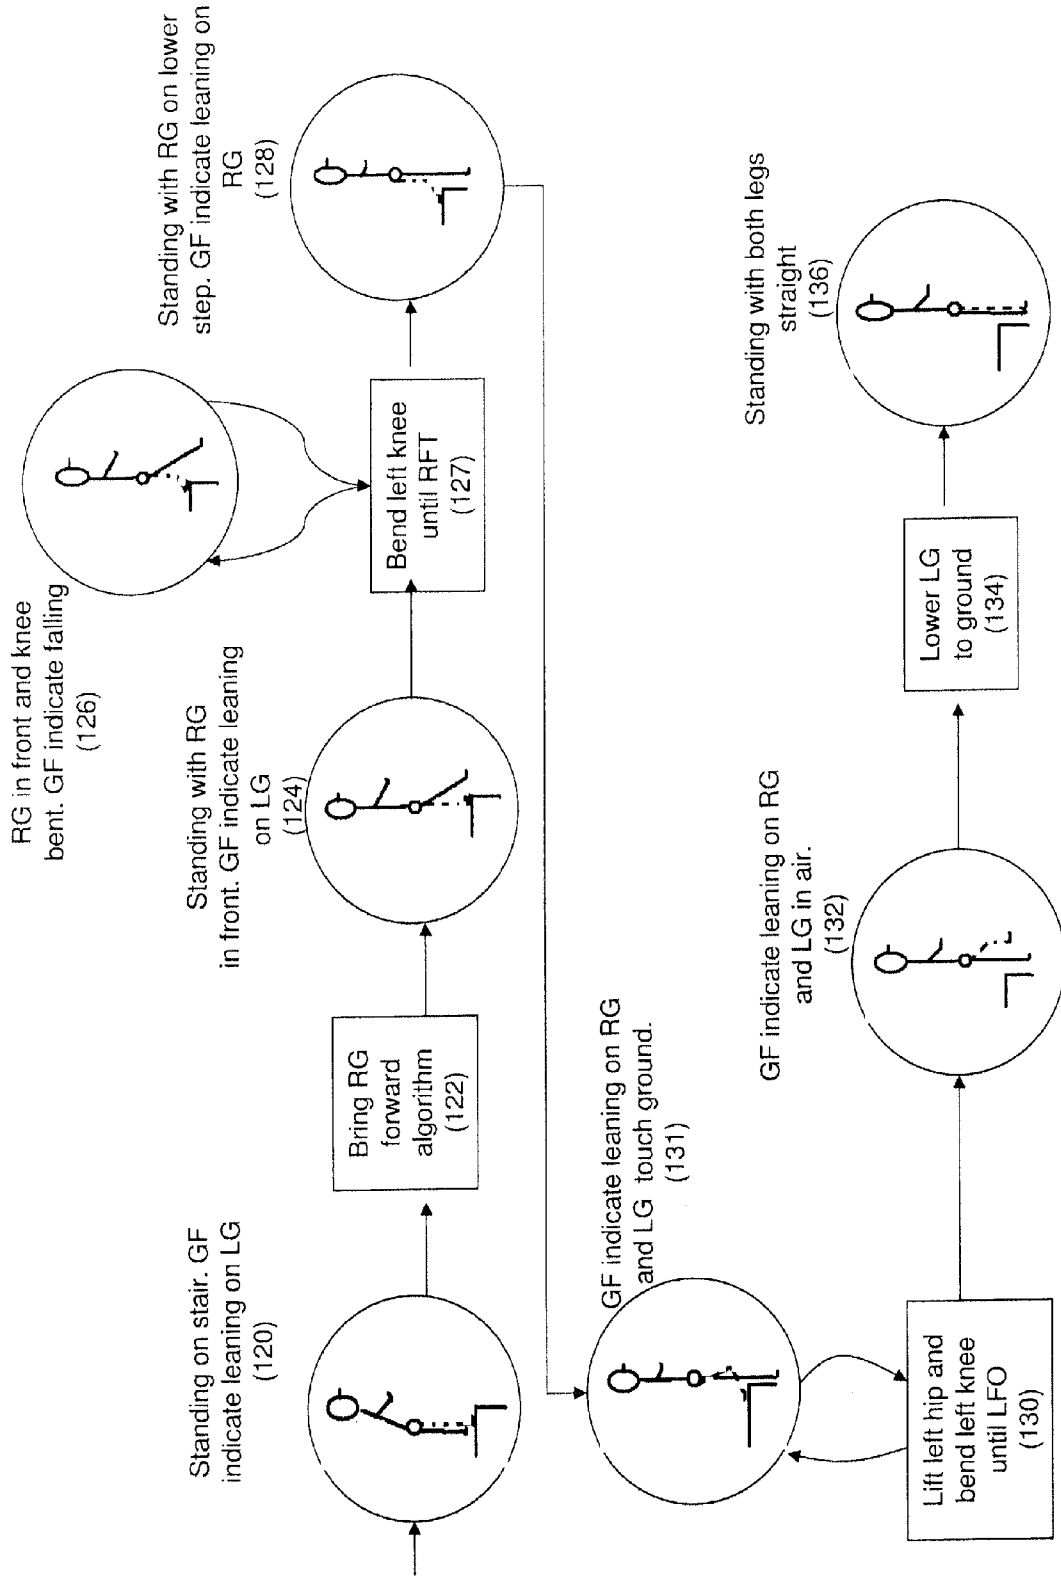 Standing on stair. GF
indicate leaning on LG
(120)
Bring RG
forward
algorithm
(122)
Standing with RG
in front. GF indicate leaning
on LG
(124)
RG in front and knee
bent. GF indicate falling
(126)
Bend left knee
until RFT
(127)
Standing with RG on lower
step. GF indicate leaning on
RG
(128)
GF indicate leaning on RG
and LG touch ground.
(131)
Lift left hip and
bend left knee
until LFO
(130)
GF indicate leaning on RG
and LG in air.
(132)
Lower LG
to ground
(134)
Standing with both legs
straight
(136)